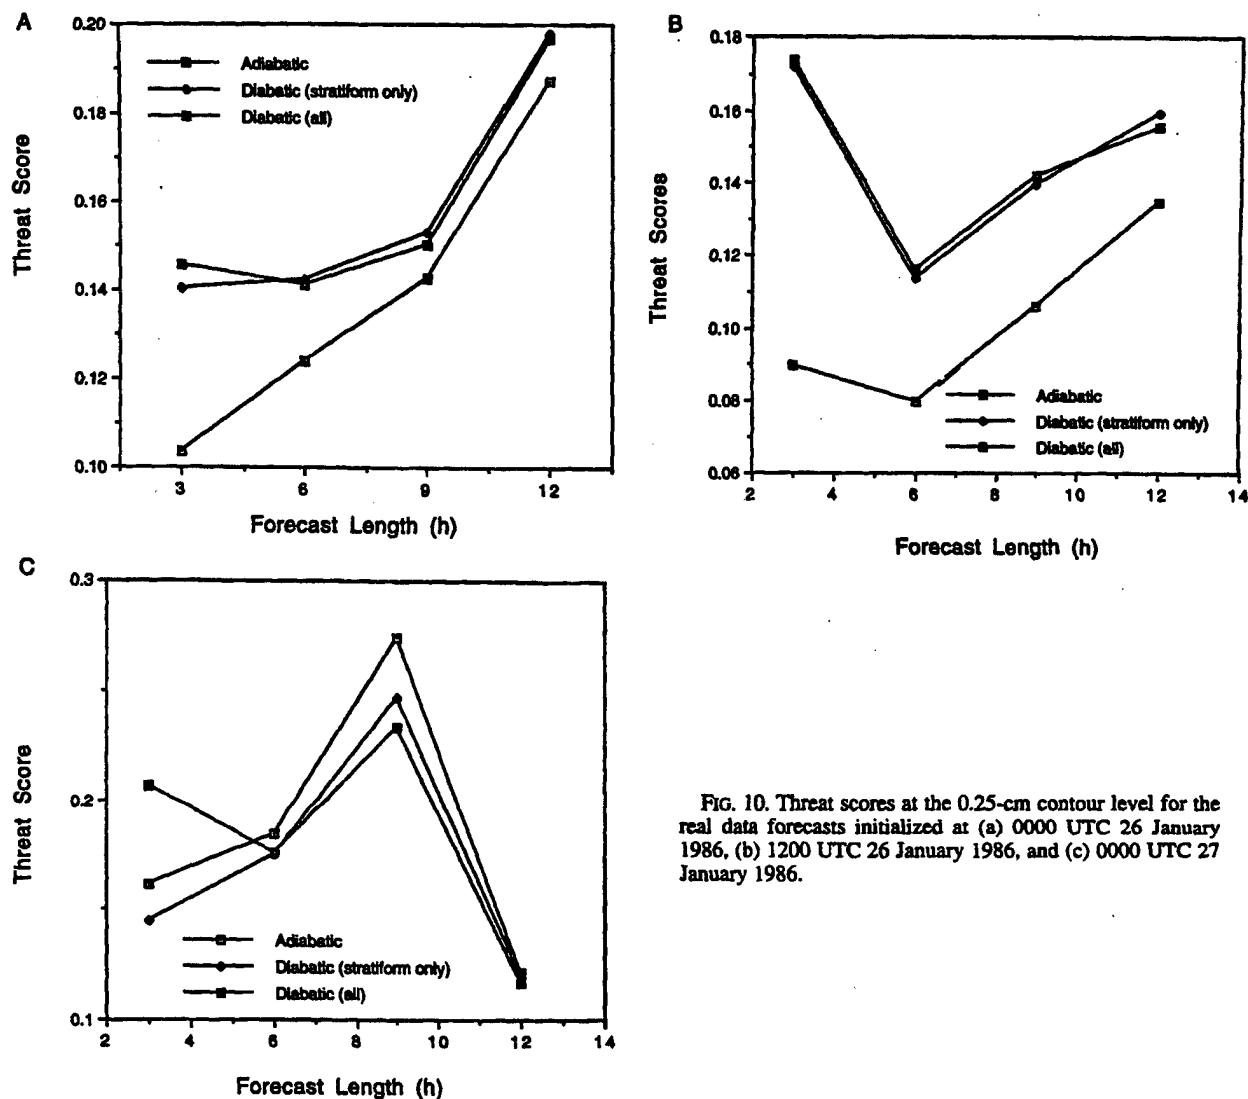 A
0.20
0.18
0.16
0.14
0.12
0.10
Threat Score
Adiabatic
Diabatic (stratiform only)
Diabatic (all)
3 6 9 12
Forecast Length (h)
B
0.18
0.16
0.14
0.12
0.10
0.08
0.06
Threat Scores
Adiabatic
Diabatic (stratiform only)
Diabatic (all)
2 4 6 8 10 12 14
Forecast Length (h)
C
0.3
0.2
0.1
Threat Score
Adiabatic
Diabatic (stratiform only)
Diabatic (all)
2 4 6 8 10 12 14
Forecast Length (h)
FIG. 10. Threat scores at the 0.25-cm contour level for the
real data forecasts initialized at (a) 0000 UTC 26 January
1986, (b) 1200 UTC 26 January 1986, and (c) 0000 UTC 27
January 1986.